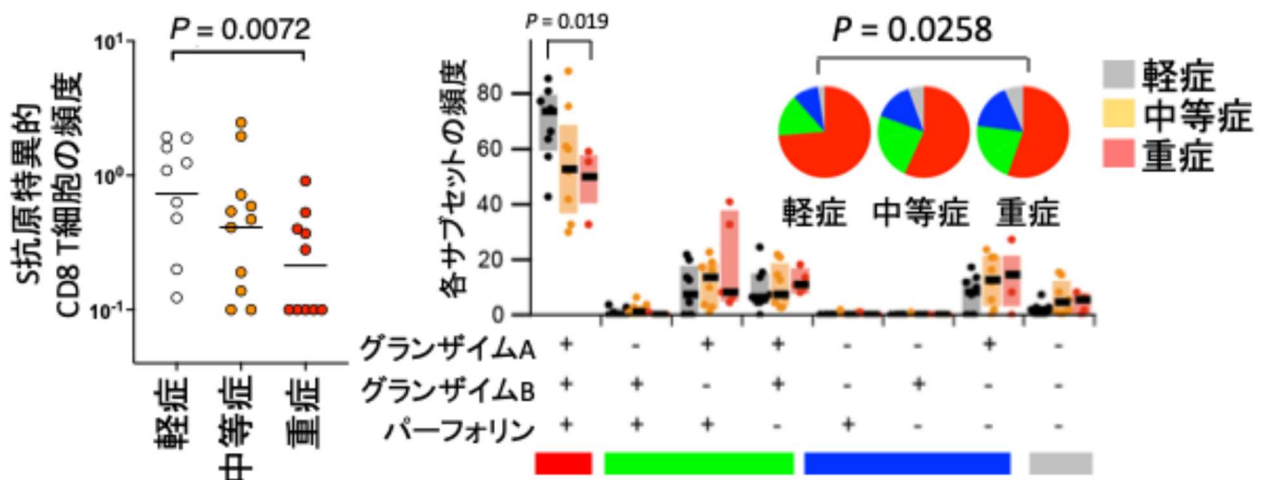 P = 0.0072
10¹
10⁰
10⁻¹
S抗原特異的
CD8 T細胞の頻度
軽症
中等症
重症
P = 0.019
各サブセットの頻度
80
60
40
20
0
P = 0.0258
軽症 中等症 重症
軽症
中等症
重症
グランザイムA + - + + - - + -
グランザイムB + + - + - + - -
パーフォリン + + + - + - - -